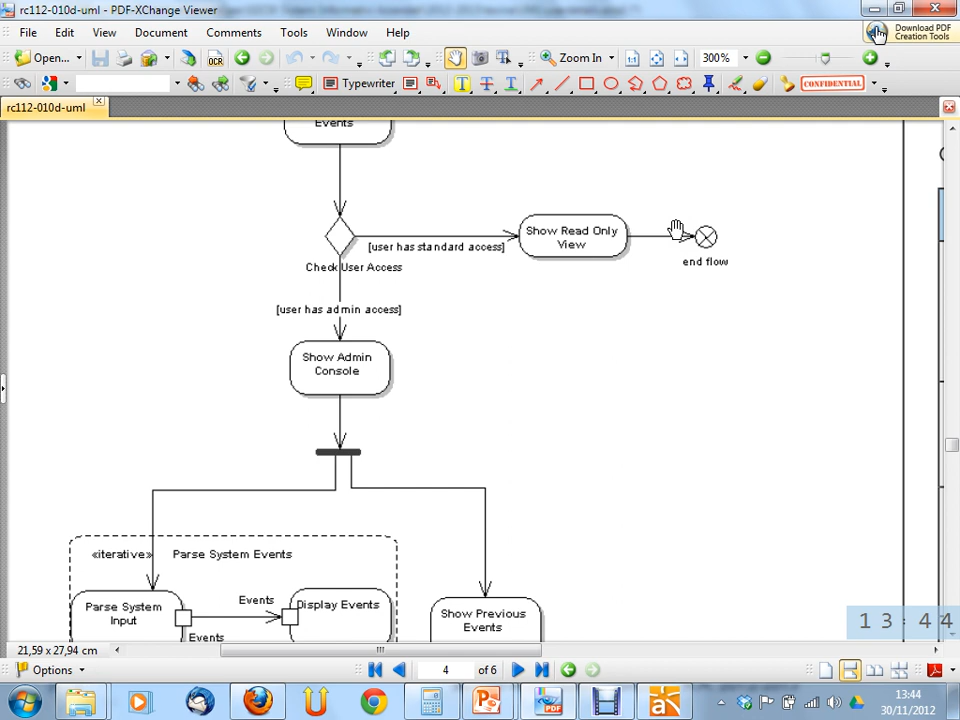 rc112-010d-uml - PDF-XChange Viewer
File Edit View Document Comments Tools Window Help
Download PDF
Creation Tools
Open...
OCR
Zoom In
300%
Typewriter
CONFIDENTIAL
rc112-010d-uml
Events
[user has standard access]
Show Read Only
View
end flow
Check User Access
[user has admin access]
Show Admin
Console
«iterative» Parse System Events
Parse System
Input
Events
Events
Display Events
Show Previous
Events
13:44
21,59 x 27,94 cm
Options
4 of 6
PDF
13:44
30/11/2012